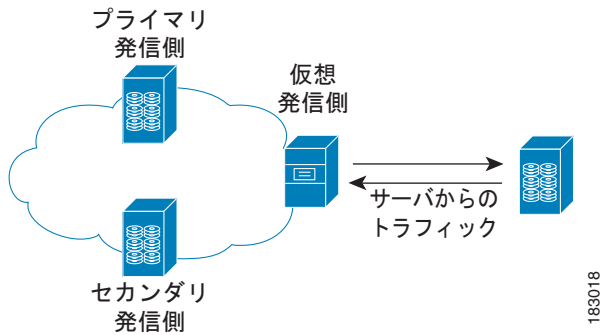 プライマリ
発信側
仮想
発信側
サーバからの
トラフィック
セカンダリ
発信側
183018